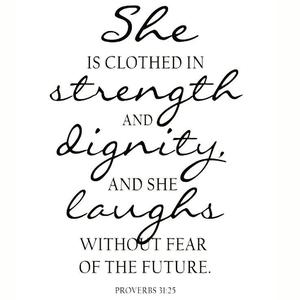 She
IS CLOTHED IN
strength
AND
dignity,
AND SHE
laughs
WITHOUT FEAR
OF THE FUTURE.
PROVERBS 31:25